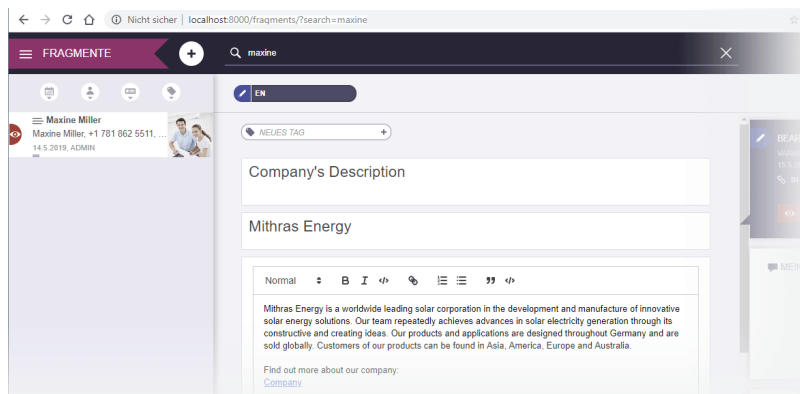 Nicht sicher | localhost:8000/fraqments/?search=maxine
FRAGMENTE
+
maxine
EN
Maxine Miller
Maxine Miller, +1 781 862 5511, ...
14.5.2019, ADMIN
NEUES TAG
+
Company's Description
Mithras Energy
Normal B I </> ” </>
Mithras Energy is a worldwide leading solar corporation in the development and manufacture of innovative
solar energy solutions. Our team repeatedly achieves advances in solar electricity generation through its
constructive and creating ideas. Our products and applications are designed throughout Germany and are
sold globally. Customers of our products can be found in Asia, America, Europe and Australia.
Find out more about our company:
Company
BEAR
MEIN